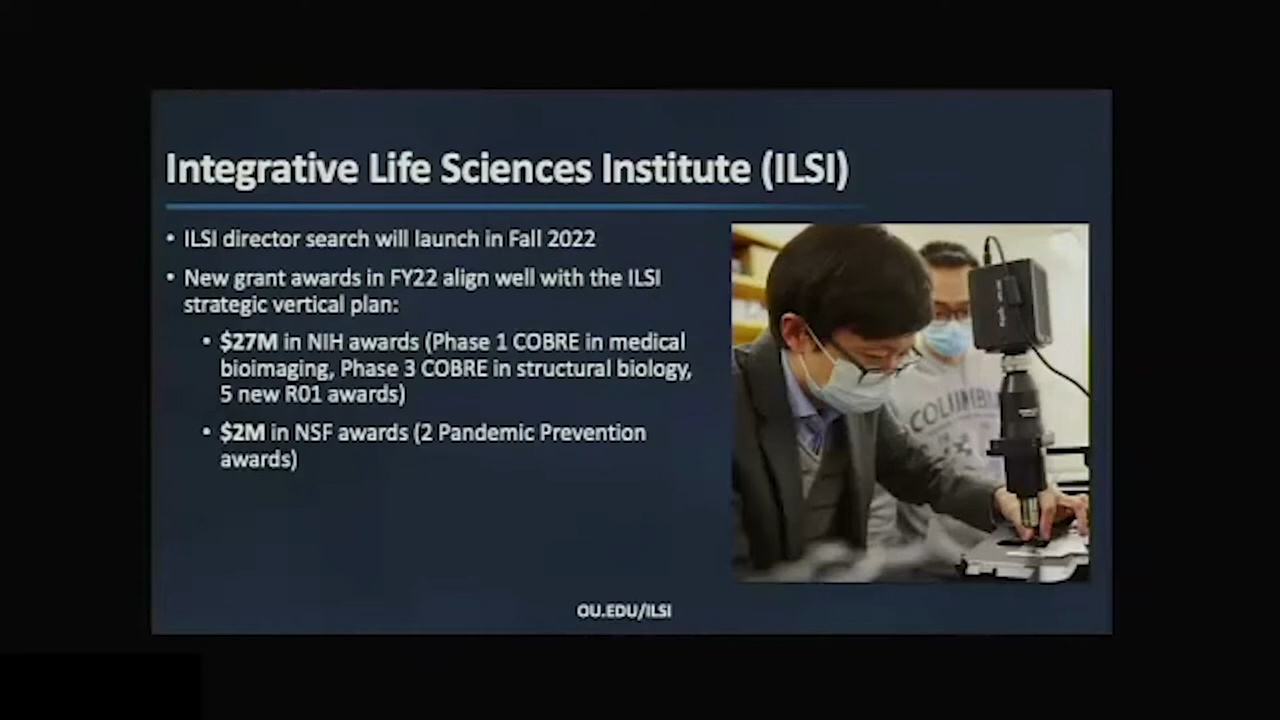 Integrative Life Sciences Institute (ILSI)
• ILSI director search will launch in Fall 2022
• New grant awards in FY22 align well with the ILSI
strategic vertical plan:
• $27M in NIH awards (Phase 1 COBRE in medical
bioimaging, Phase 3 COBRE in structural biology,
5 new R01 awards)
• $2M in NSF awards (2 Pandemic Prevention
awards)
COLUMBIA
OU.EDU/ILSI